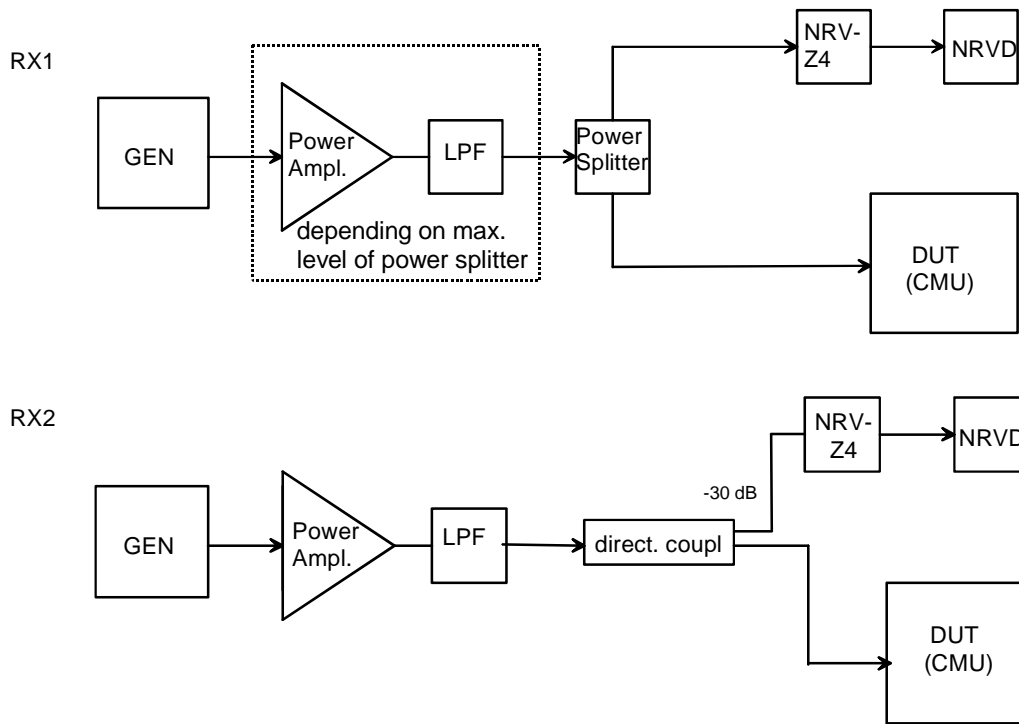 RX1
GEN
Power
Ampl.
LPF
depending on max.
level of power splitter
Power
Splitter
NRV-
Z4
NRVD
DUT
(CMU)
RX2
GEN
Power
Ampl.
LPF
direct. coupl
-30 dB
NRV-
Z4
NRVD
DUT
(CMU)